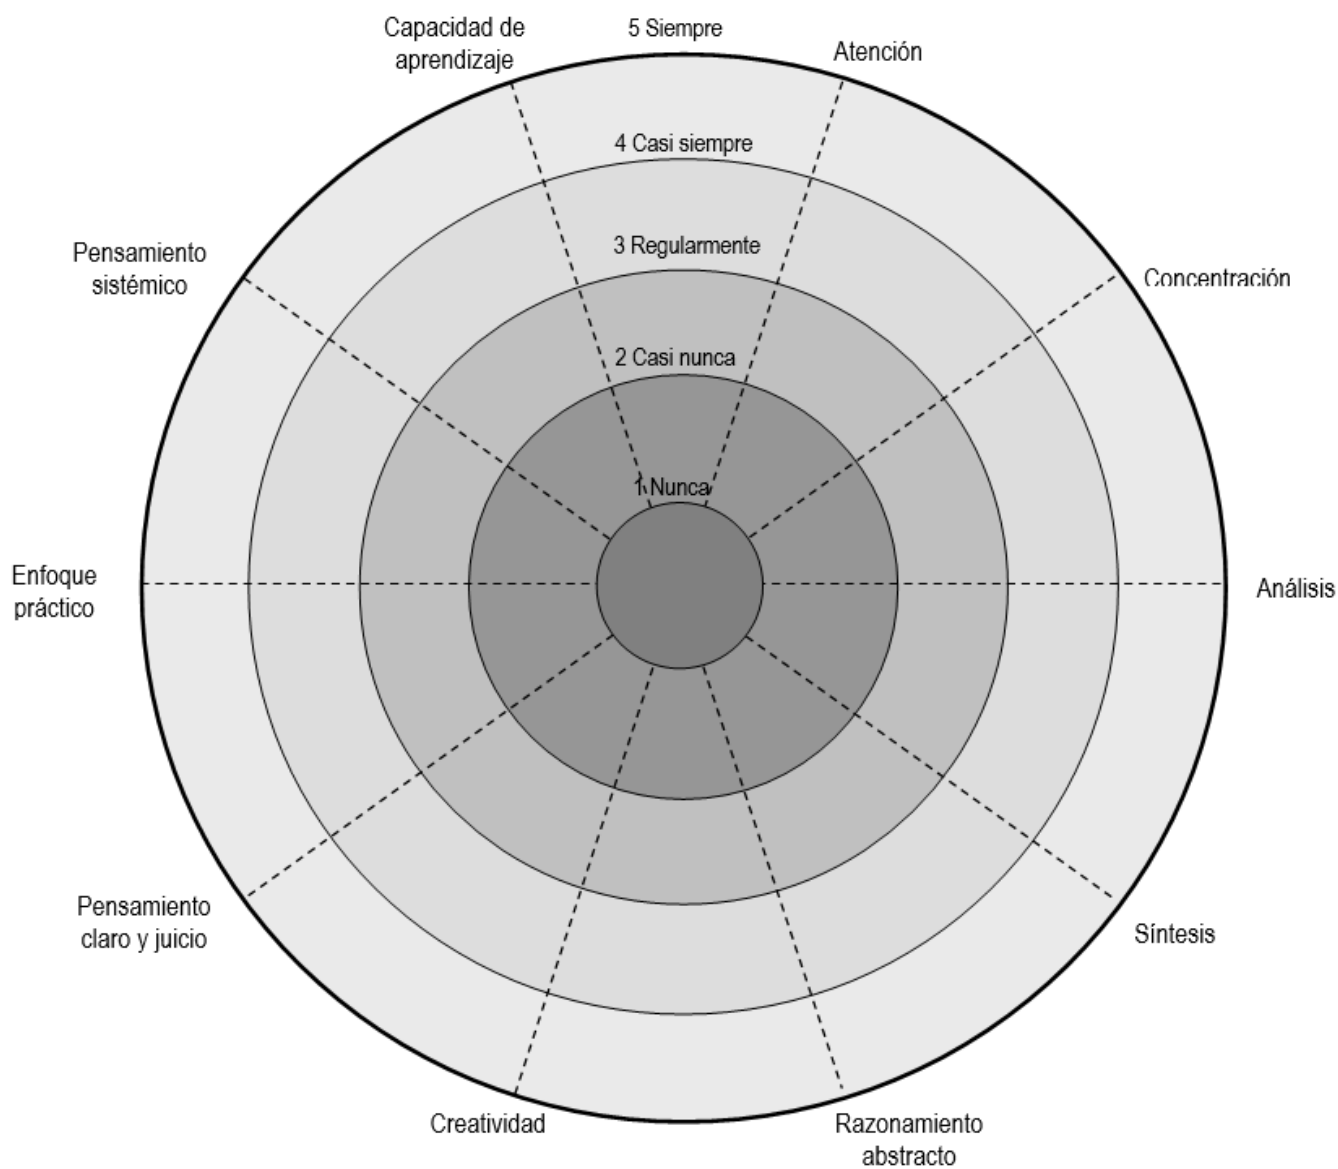 Capacidad de
aprendizaje
5 Siempre
Atención
4 Casi siempre
Pensamiento
sistémico
3 Regularmente
Concentración
2 Casi nunca
1 Nunca
Enfoque
práctico
Análisis
Pensamiento
claro y juicio
Síntesis
Creatividad
Razonamiento
abstracto